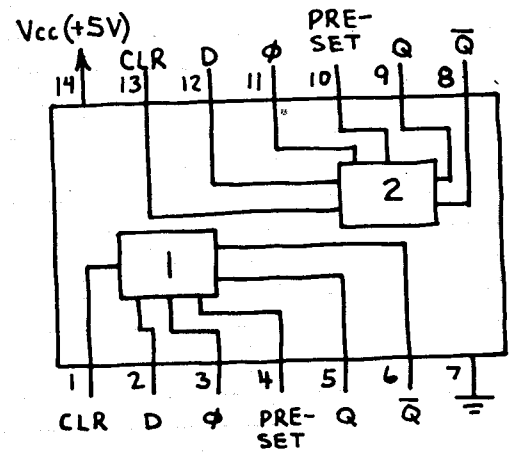 Vcc (+5V)
CLR
D
Φ
PRE-
SET
Q
Q̅
14
13
12
11
10
9
8
2
1
1
2
3
4
5
6
7
CLR
D
Φ
PRE-
SET
Q
Q̅